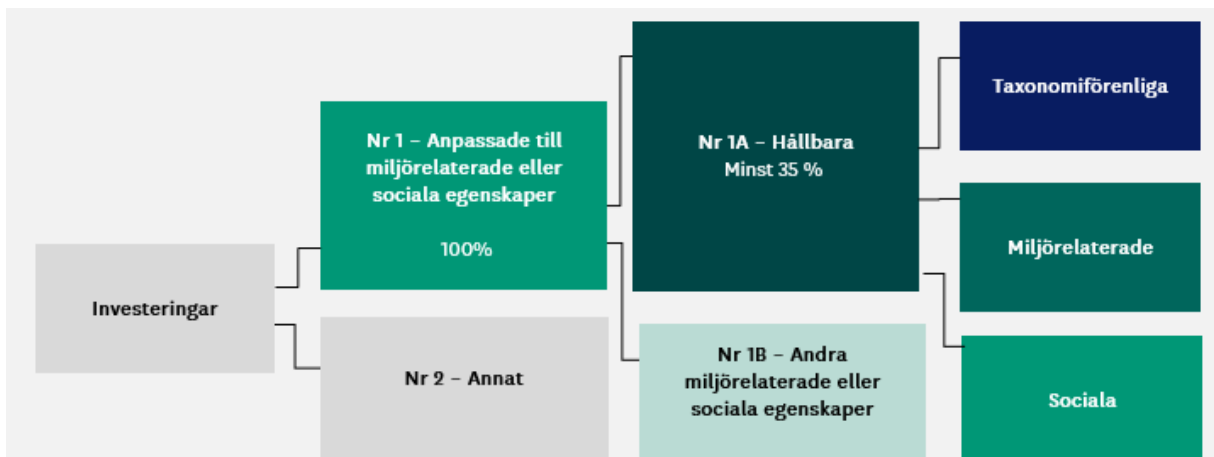 Investeringar
Nr 1 – Anpassade till
miljörelaterade eller
sociala egenskaper
100%
Nr 2 – Annat
Nr 1A – Hållbara
Minst 35 %
Nr 1B – Andra
miljörelaterade eller
sociala egenskaper
Taxonomiförenliga
Miljörelaterade
Sociala